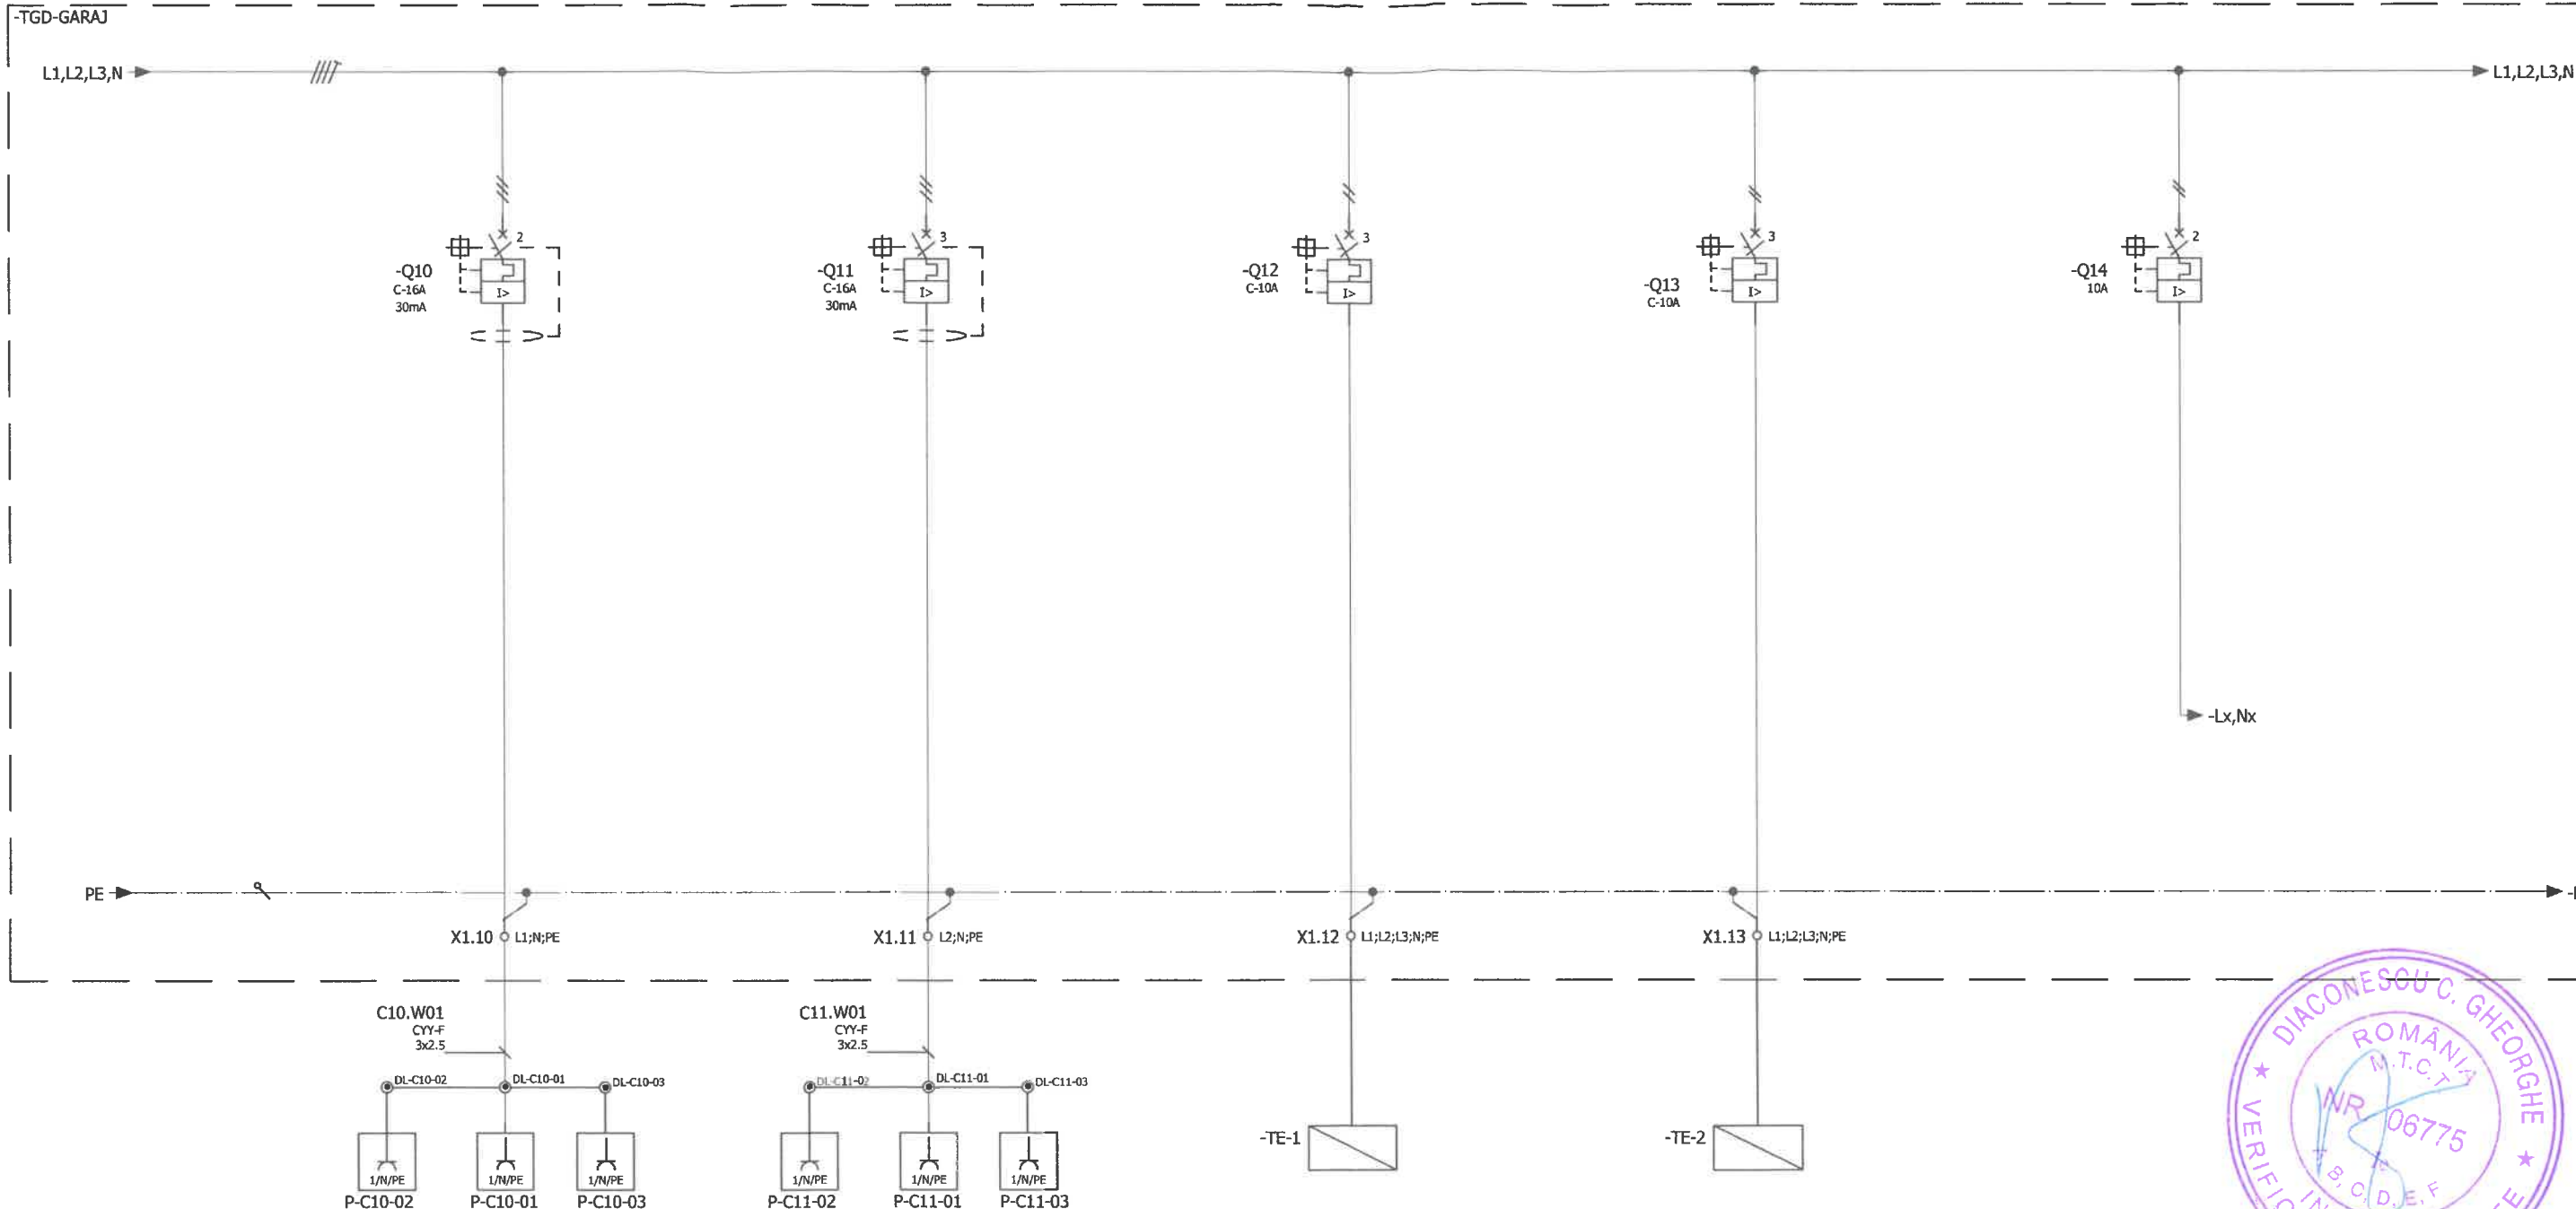 -TGD-GARAJ
L1,L2,L3,N
L1,L2,L3,N
2
-Q10
C-16A
30mA
I>
3
-Q11
C-16A
30mA
I>
3
-Q12
C-10A
I>
3
-Q13
C-10A
I>
2
-Q14
10A
I>
-Lx,Nx
PE
X1.10
L1;N;PE
X1.11
L2;N;PE
X1.12
L1;L2;L3;N;PE
X1.13
L1;L2;L3;N;PE
C10.W01
CYY-F
3x2.5
C11.W01
CYY-F
3x2.5
DL-C10-02
DL-C10-01
DL-C10-03
DL-C11-02
DL-C11-01
DL-C11-03
1/N/PE
1/N/PE
1/N/PE
1/N/PE
1/N/PE
1/N/PE
P-C10-02
P-C10-01
P-C10-03
P-C11-02
P-C11-01
P-C11-03
-TE-1
-TE-2
★ DIACONESCU C. GHEORGHE ★
ROMÂNIA
M.T.C.T
NR 06775
B, C, D, E, F